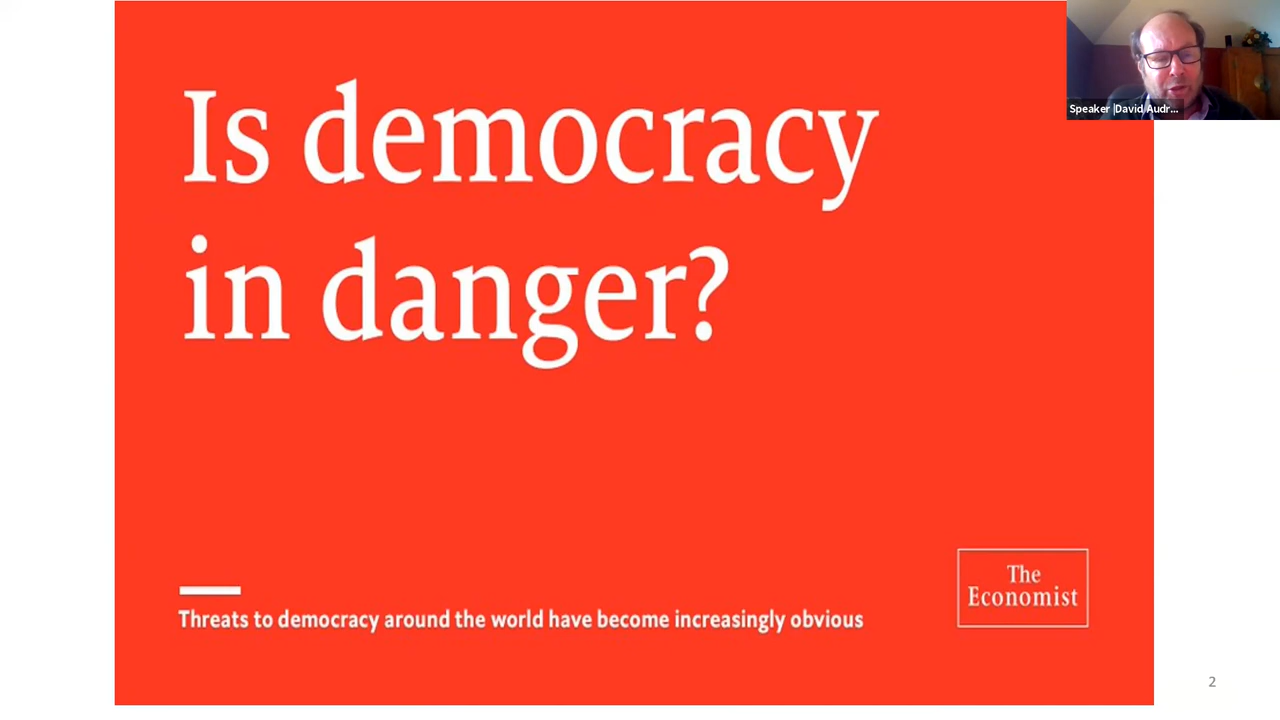 Is democracy
in danger?
Speaker |David Audr...
Threats to democracy around the world have become increasingly obvious
The
Economist
2